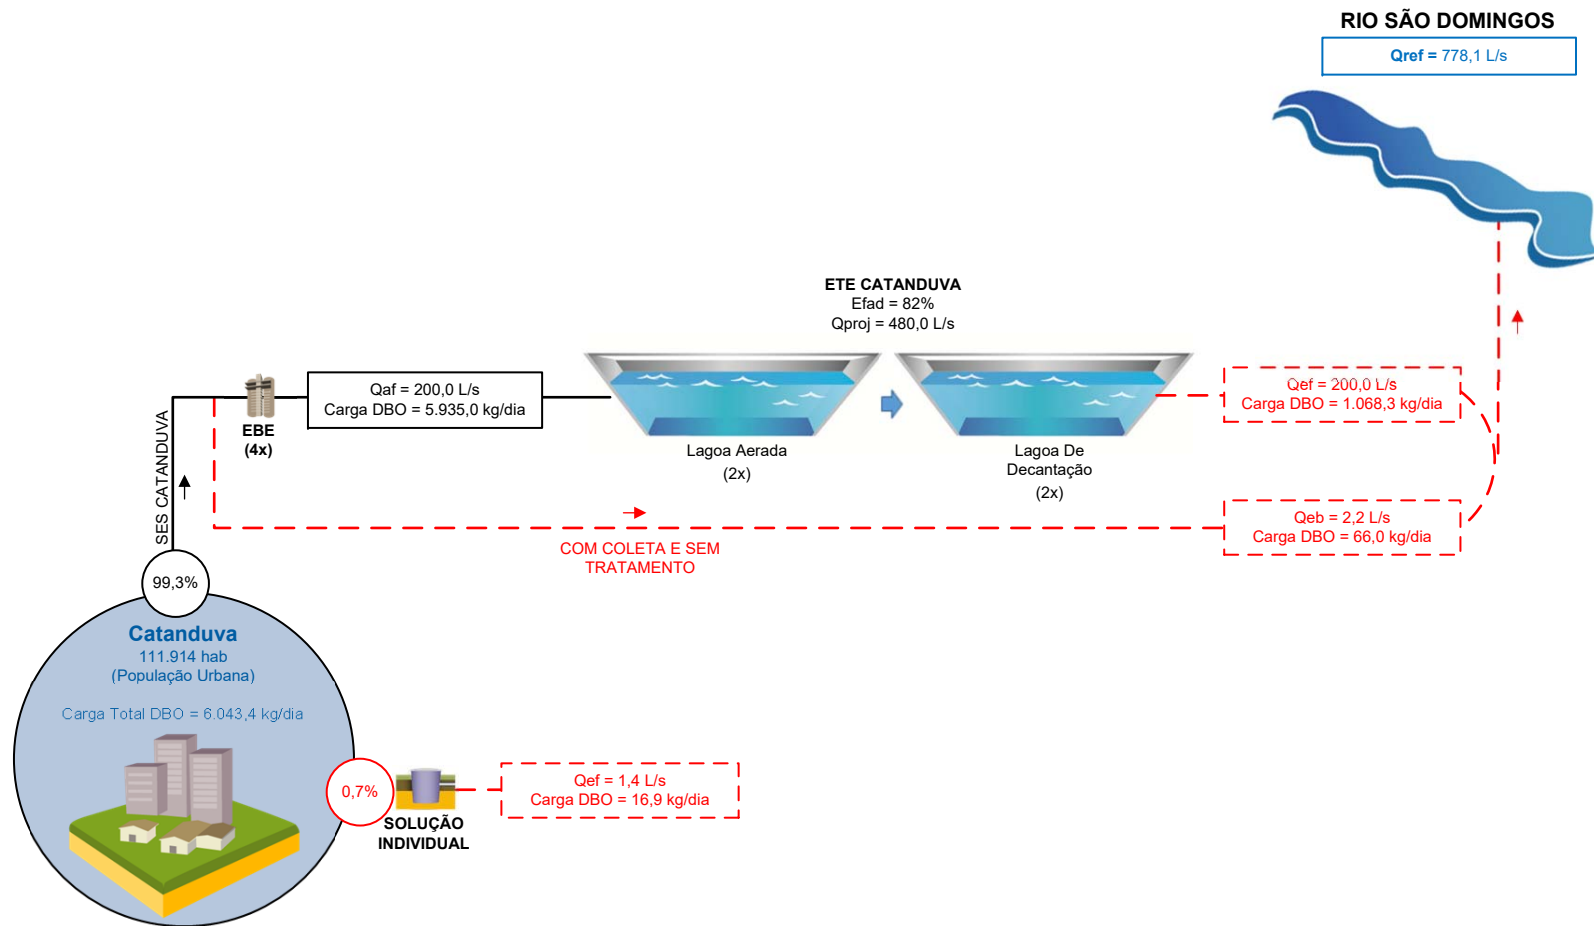 RIO SÃO DOMINGOS
Qref = 778,1 L/s
ETE CATANDUVA
Efad = 82%
Qproj = 480,0 L/s
Qaf = 200,0 L/s
Carga DBO = 5.935,0 kg/dia
EBE
(4x)
Lagoa Aerada
(2x)
Lagoa De
Decantação
(2x)
Qef = 200,0 L/s
Carga DBO = 1.068,3 kg/dia
SES CATANDUVA
COM COLETA E SEM
TRATAMENTO
Qeb = 2,2 L/s
Carga DBO = 66,0 kg/dia
99,3%
Catanduva
111.914 hab
(População Urbana)
Carga Total DBO = 6.043,4 kg/dia
0,7%
SOLUÇÃO
INDIVIDUAL
Qef = 1,4 L/s
Carga DBO = 16,9 kg/dia